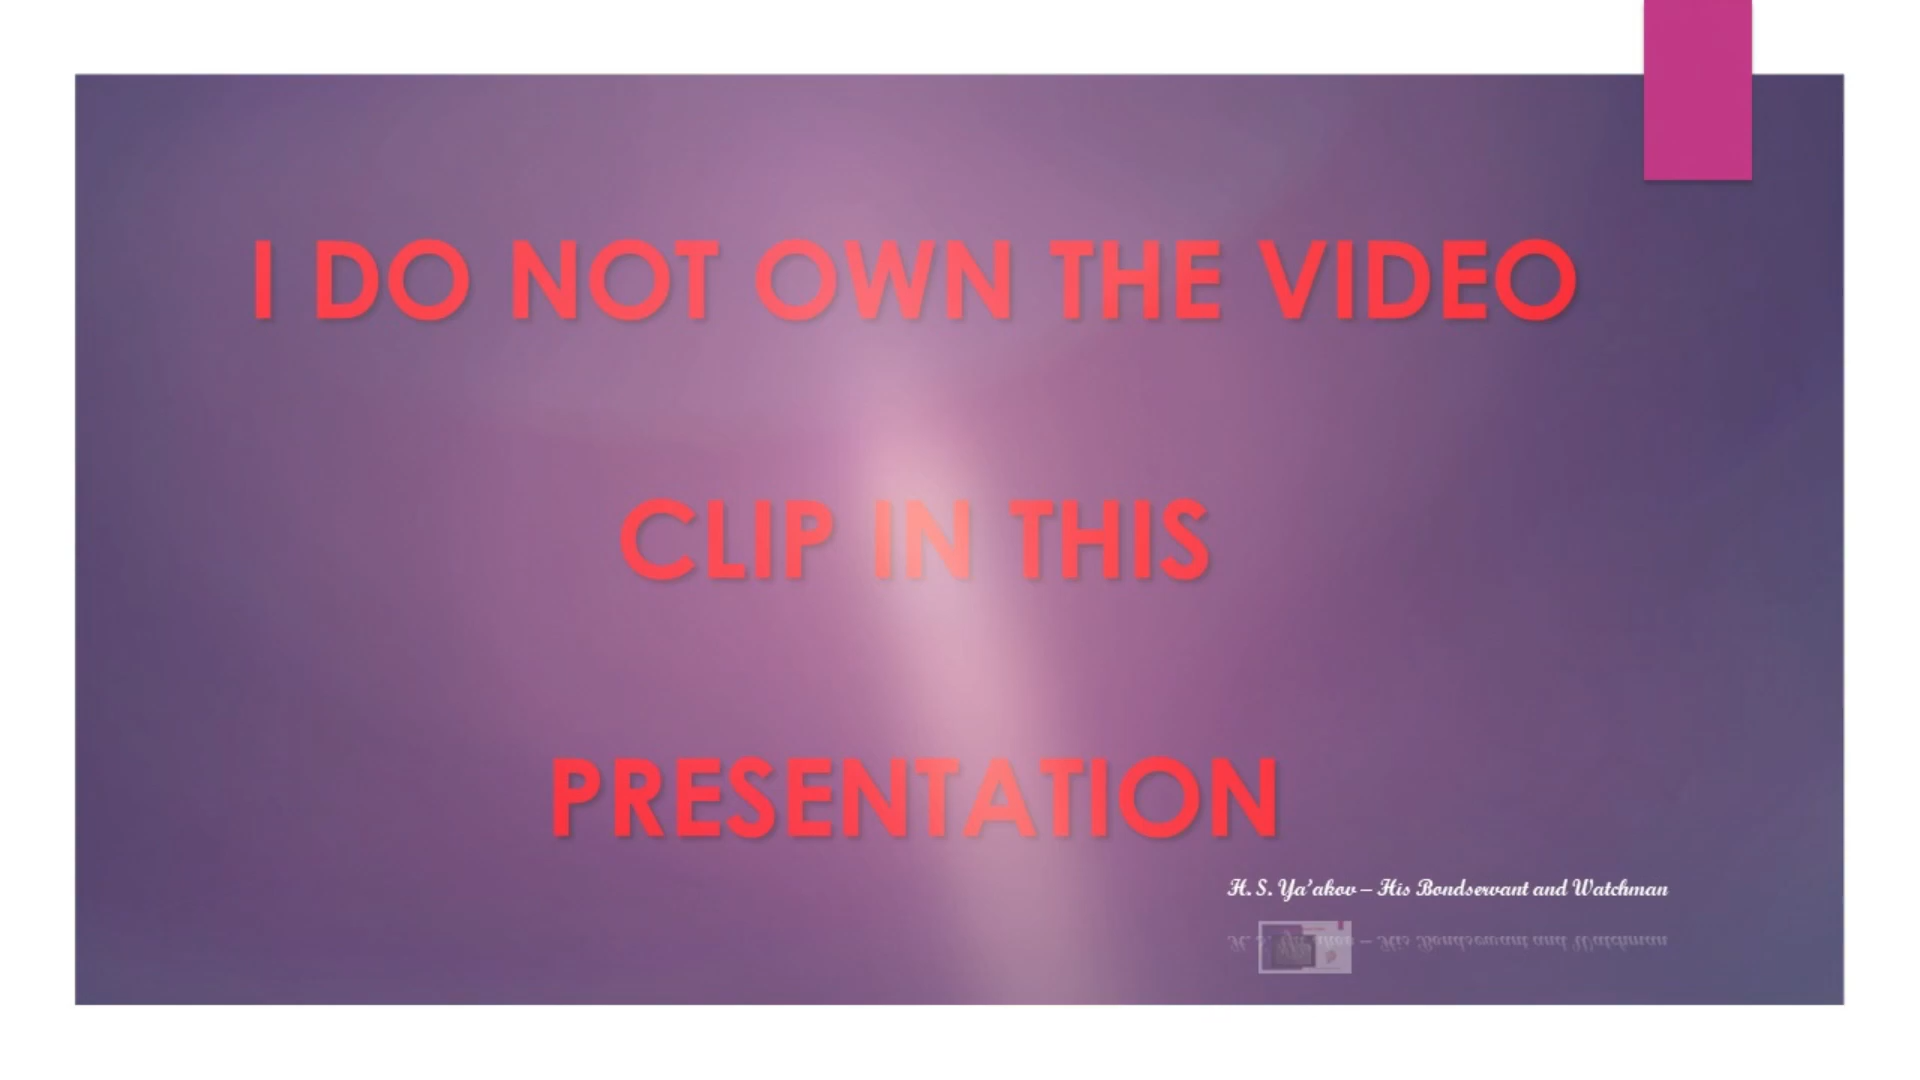 I DO NOT OWN THE VIDEO
CLIP IN THIS
PRESENTATION
H. S. Ya'akov – His Bondservant and Watchman